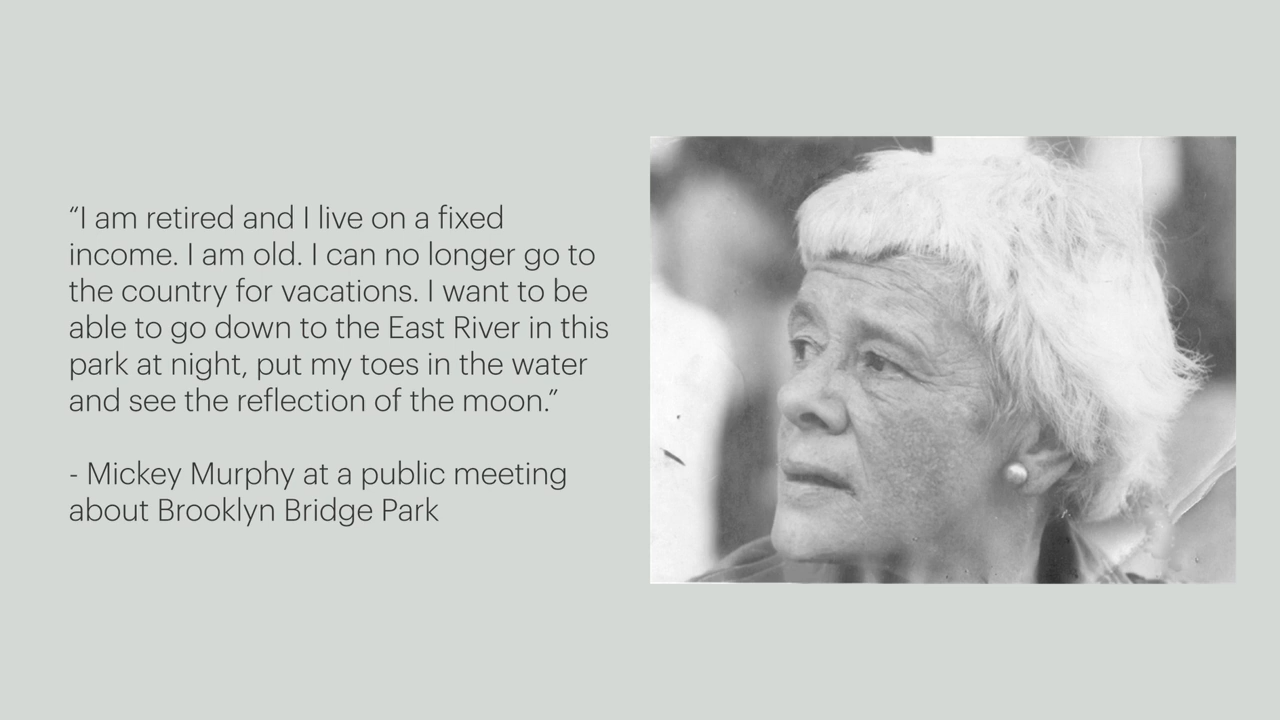 “I am retired and I live on a fixed
income. I am old. I can no longer go to
the country for vacations. I want to be
able to go down to the East River in this
park at night, put my toes in the water
and see the reflection of the moon.”
- Mickey Murphy at a public meeting
about Brooklyn Bridge Park